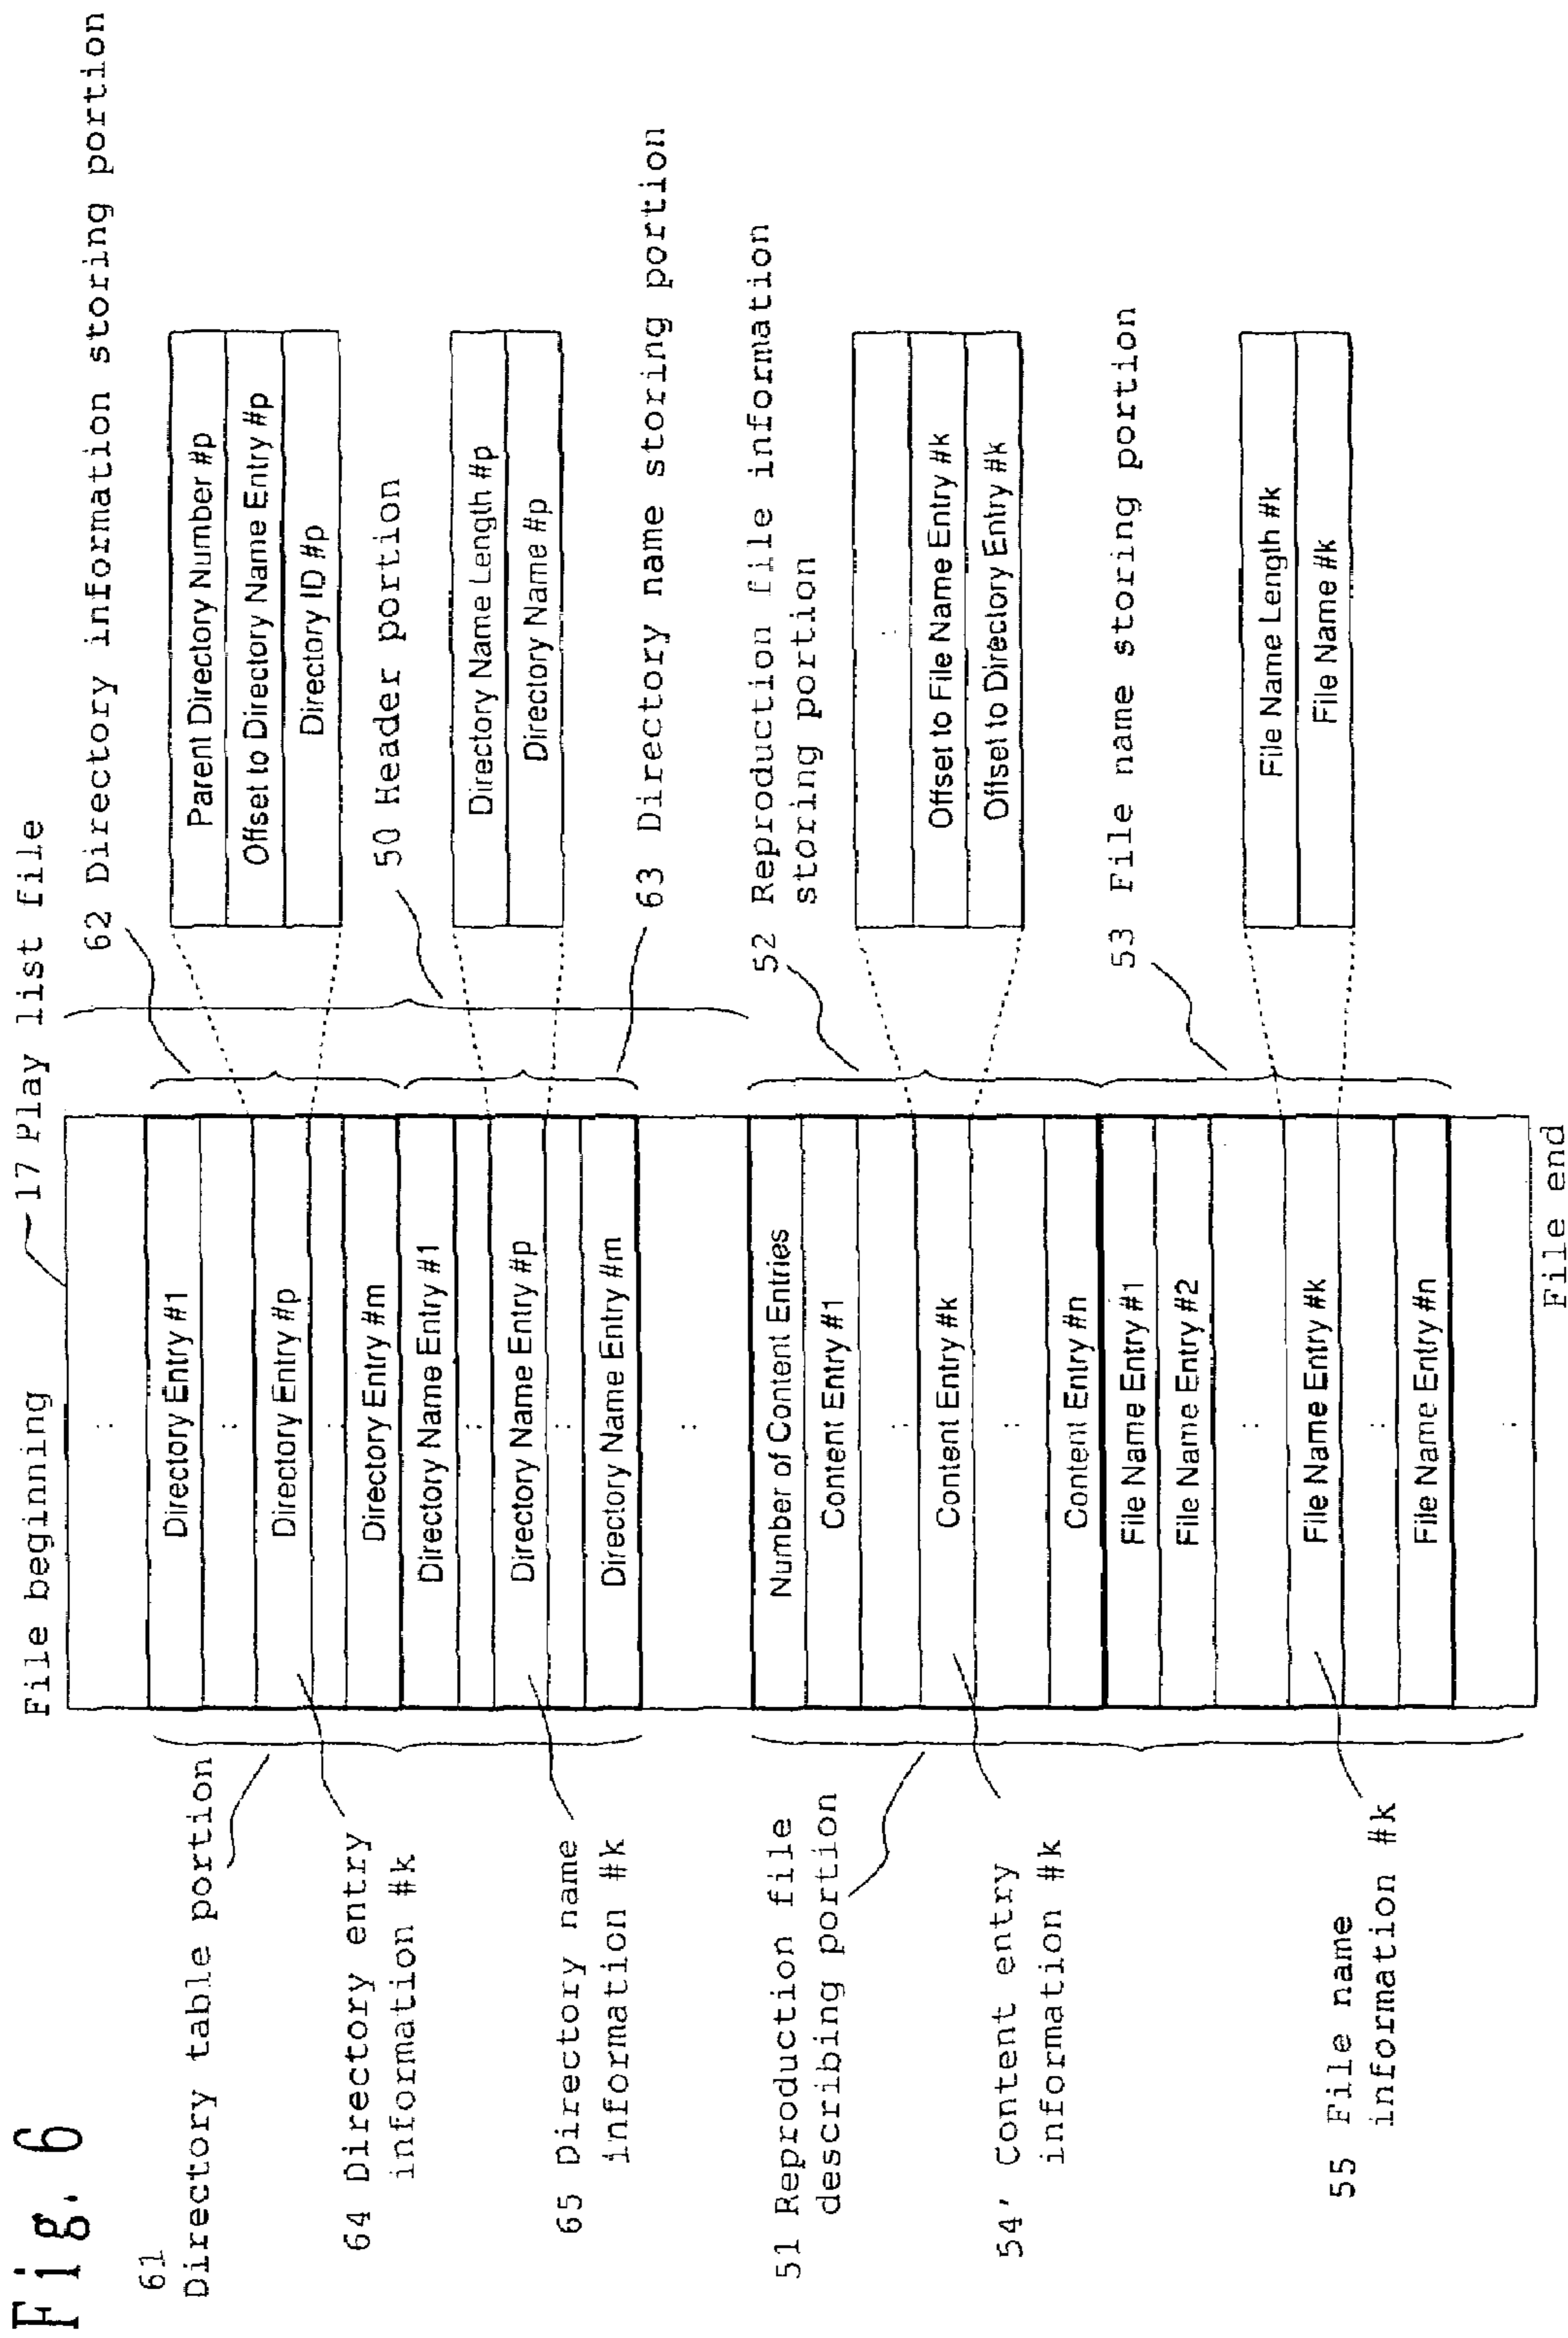 Fig. 6
File beginning
17 Play list file
61
Directory table portion
64 Directory entry
information #k
65 Directory name
information #k
51 Reproduction file
describing portion
54' Content entry
information #k
55 File name
information #k
:
Directory Entry #1
:
Directory Entry #p
:
Directory Entry #m
Directory Name Entry #1
:
Directory Name Entry #p
:
Directory Name Entry #m
:
Number of Content Entries
Content Entry #1
:
Content Entry #k
:
Content Entry #n
File Name Entry #1
File Name Entry #2
:
File Name Entry #k
:
File Name Entry #n
:
File end
62 Directory information storing portion
Parent Directory Number #p
Offset to Directory Name Entry #p
Directory ID #p
50 Header portion
Directory Name Length #p
Directory Name #p
63 Directory name storing portion
52 Reproduction file information
storing portion
:
Offset to File Name Entry #k
Offset to Directory Entry #k
53 File name storing portion
File Name Length #k
File Name #k